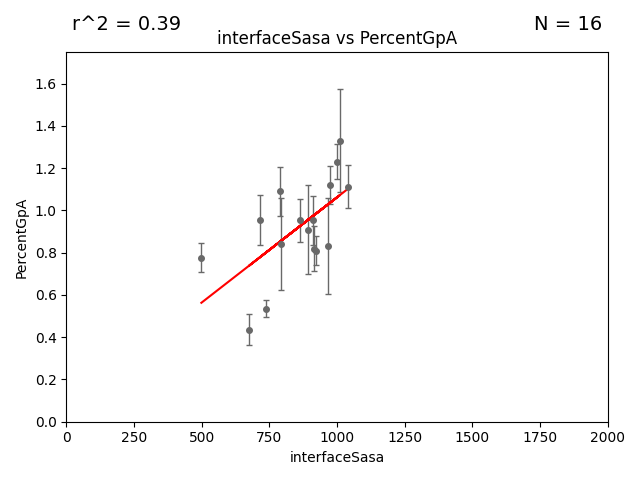 r^2 = 0.39
N = 16
interfaceSasa vs PercentGpA
PercentGpA
1.6
1.4
1.2
1.0
0.8
0.6
0.4
0.2
0.0
0 250 500 750 1000 1250 1500 1750 2000
interfaceSasa